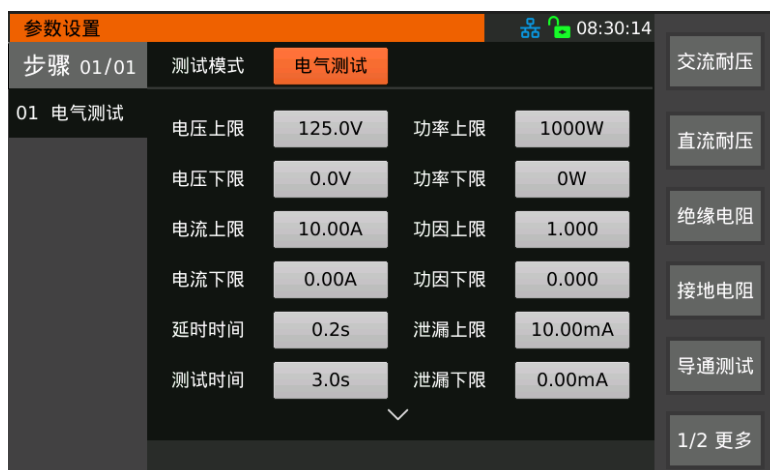 参数设置 08:30:14
步骤 01/01 测试模式 电气测试
01 电气测试
电压上限 125.0V 功率上限 1000W
电压下限 0.0V 功率下限 0W
电流上限 10.00A 功因上限 1.000
电流下限 0.00A 功因下限 0.000
延时时间 0.2s 泄漏上限 10.00mA
测试时间 3.0s 泄漏下限 0.00mA
交流耐压
直流耐压
绝缘电阻
接地电阻
导通测试
1/2 更多